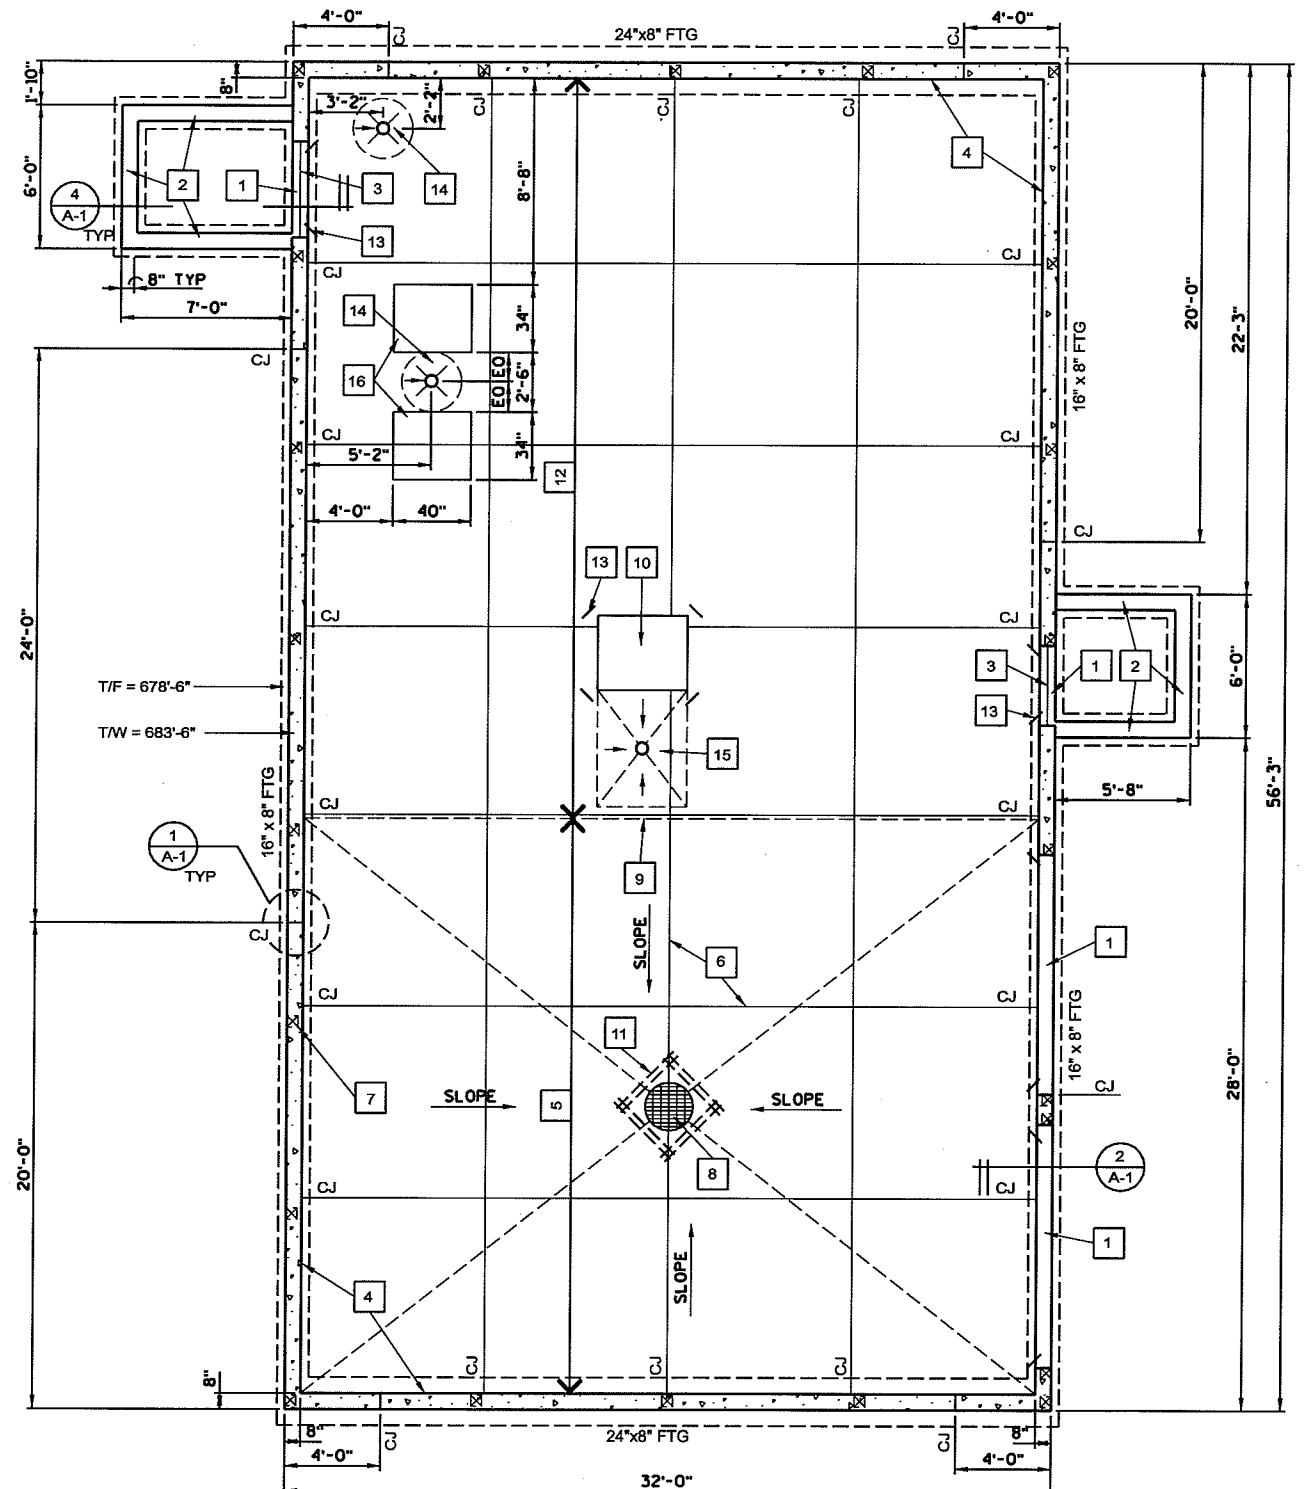 4'-0"
4'-0"
CJ
CJ
24"x8" FTG
1'-10"
8"
3'-2"
2'-2"
CJ
CJ
CJ
4
6'-0"
2
1
3
14
4
A-1
TYP
13
8'-8"
8" TYP
7'-0"
CJ
CJ
20'-0"
22'-3"
14
34"
CJ
16
EQ EQ
2'-6"
16" x 8" FTG
CJ
CJ
5'-2"
34"
12
4'-0"
40"
CJ
13
10
24'-0"
CJ
CJ
3
1
2
6'-0"
T/F = 678'-6"
13
T/W = 683'-6"
15
56'-3"
16" x 8" FTG
5'-8"
CJ
CJ
1
A-1
TYP
9
CJ
SLOPE
6
1
CJ
CJ
11
16" x 8" FTG
CJ
7
SLOPE
5
SLOPE
28'-0"
8
2
A-1
20'-0"
CJ
CJ
1
SLOPE
4
CJ
CJ
CJ
8"
8"
24"x8" FTG
8"
4'-0"
CJ
CJ
4'-0"
32'-0"